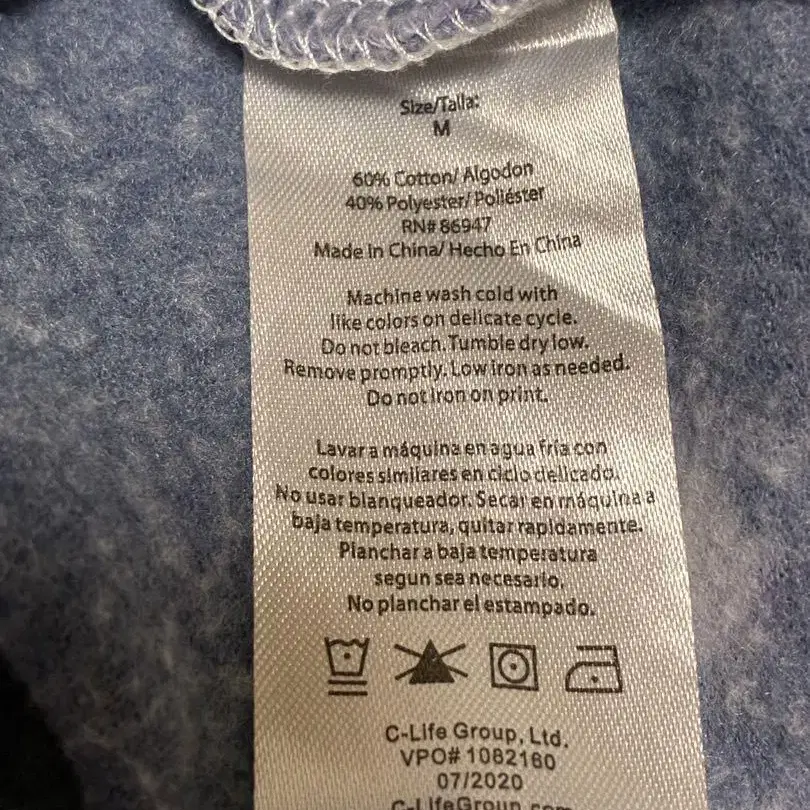 Size/Talla:
M
60% Cotton/ Algodon
40% Polyester/ Poliéster
RN# 86947
Made In China/ Hecho En China
Machine wash cold with
like colors on delicate cycle.
Do not bleach. Tumble dry low.
Remove promptly. Low iron as needed.
Do not iron on print.
Lavar a máquina en agua fría con
colores similares en ciclo delicado.
No usar blanqueador. Secar en máquina a
baja temperatura, quitar rapidamente.
Planchar a baja temperatura
segun sea necesario.
No planchar el estampado.
C-Life Group, Ltd.
VPO# 1082160
07/2020
C-LifeGroup.com